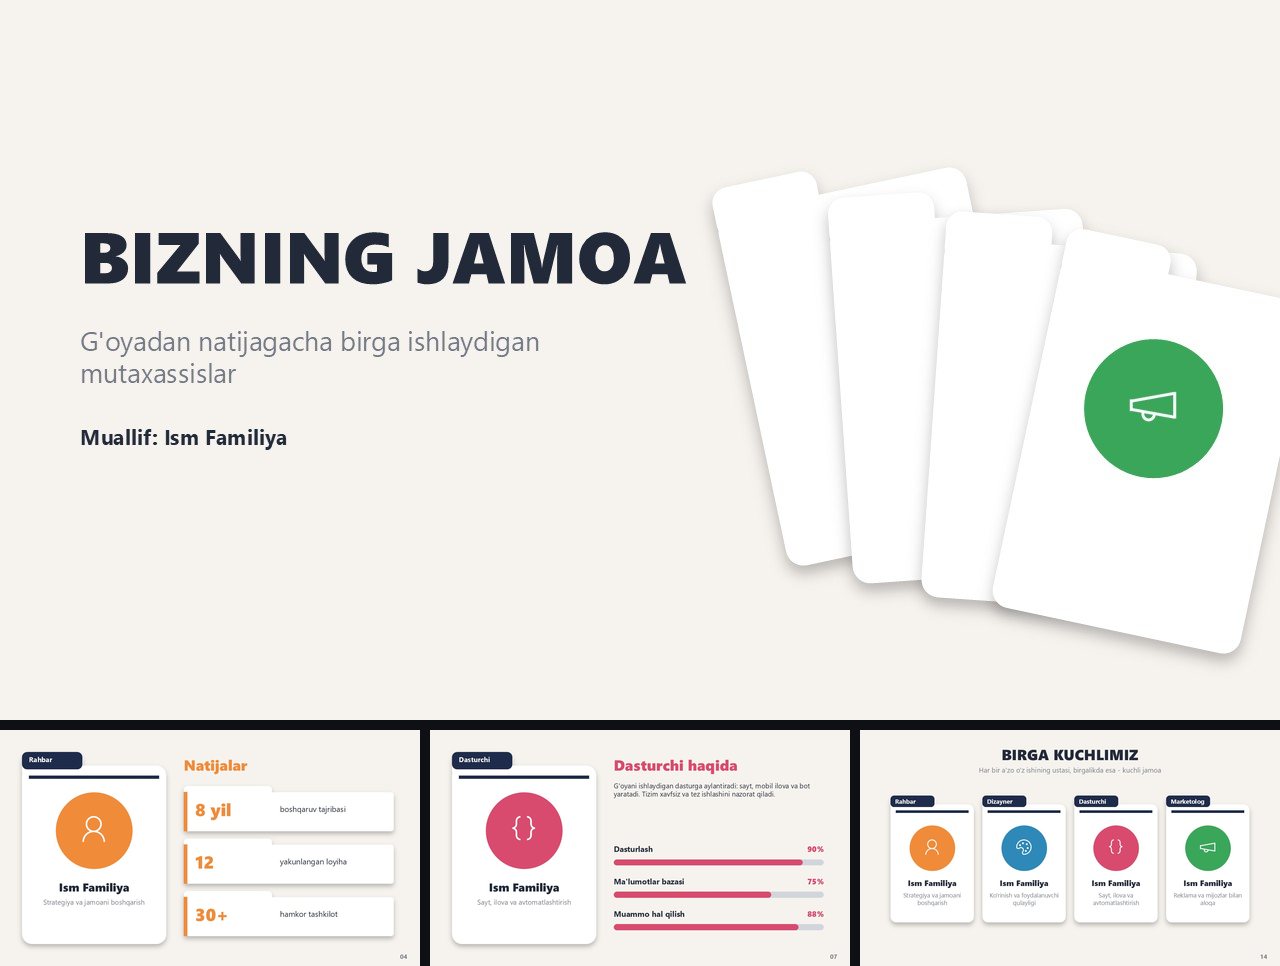 BIZNING JAMOA
G'oyadan natijagacha birga ishlaydigan
mutaxassislar
Muallif: Ism Familiya
Rahbar
Ism Familiya
Strategiya va jamoani boshqarish
Natijalar
8 yil
boshqaruv tajribasi
12
yakunlangan loyiha
30+
hamkor tashkilot
04
Dasturchi
Ism Familiya
Sayt, ilova va avtomatlashtirish
Dasturchi haqida
G'oyani ishlaydigan dasturga aylantiradi: sayt, mobil ilova va bot
yaratadi. Tizim xavfsiz va tez ishlashini nazorat qiladi.
Dasturlash 90%
Ma'lumotlar bazasi 75%
Muammo hal qilish 88%
07
BIRGA KUCHLIMIZ
Har bir a'zo o'z ishining ustasi, birgalikda esa - kuchli jamoa
Rahbar
Ism Familiya
Strategiya va jamoani
boshqarish
Dizayner
Ism Familiya
Ko'rinish va foydalanuvchi
qulayligi
Dasturchi
Ism Familiya
Sayt, ilova va
avtomatlashtirish
Marketolog
Ism Familiya
Reklama va mijozlar bilan
aloqa
14